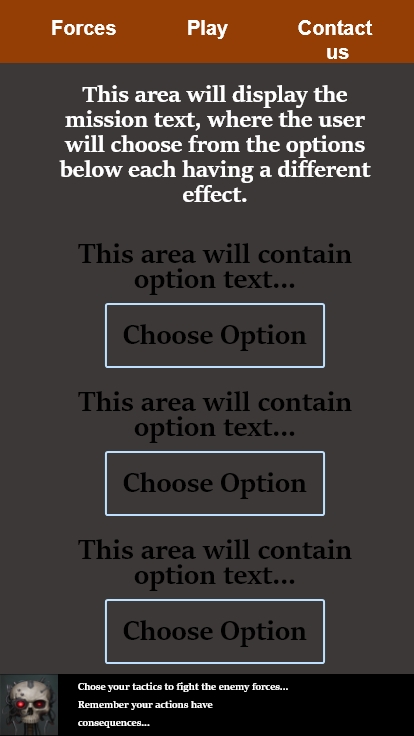 Forces Play Contact
us
This area will display the
mission text, where the user
will choose from the options
below each having a different
effect.
This area will contain
option text...
Choose Option
This area will contain
option text...
Choose Option
This area will contain
option text...
Choose Option
Chose your tactics to fight the enemy forces...
Remember your actions have
consequences...